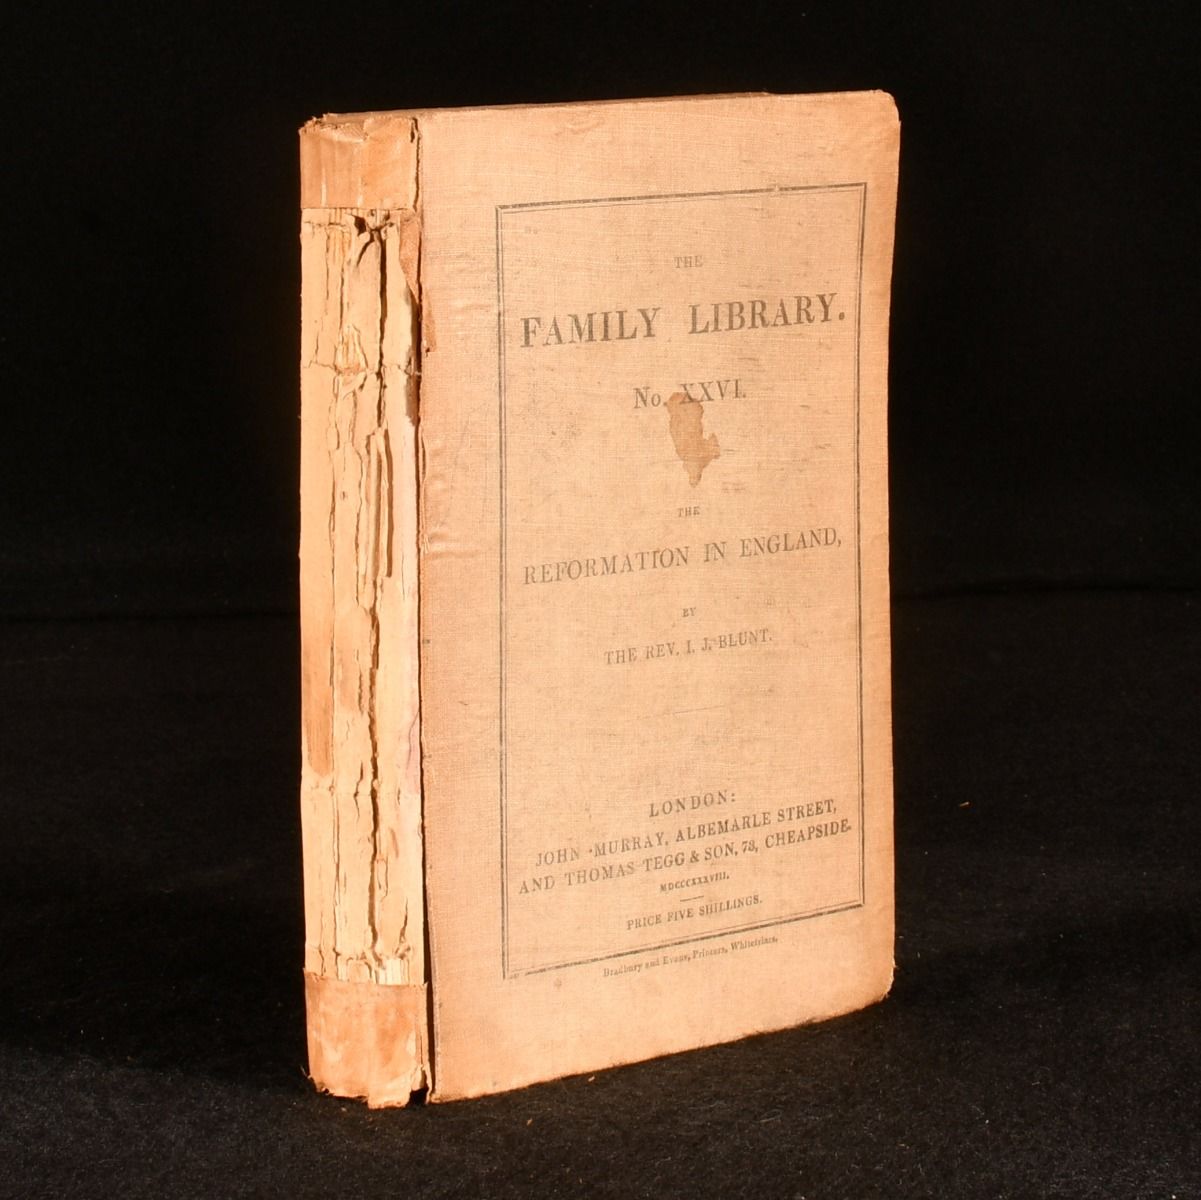 THE
FAMILY LIBRARY.
No. XXVI.
THE
REFORMATION IN ENGLAND,
BY
THE REV. I. J. BLUNT.
LONDON:
JOHN MURRAY, ALBEMARLE STREET,
AND THOMAS TEGG & SON, 73, CHEAPSIDE.
MDCCCXXXVIII.
PRICE FIVE SHILLINGS.
Bradbury and Evans, Printers, Whitefriars.